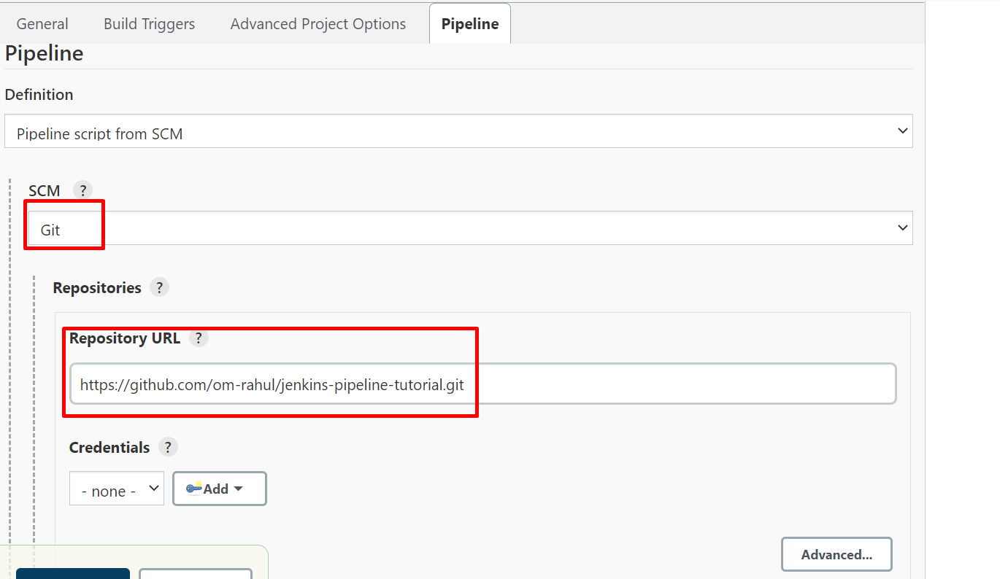 General Build Triggers Advanced Project Options Pipeline
Pipeline
Definition
Pipeline script from SCM
SCM ?
Git
Repositories ?
Repository URL ?
https://github.com/om-rahul/jenkins-pipeline-tutorial.git
Credentials ?
- none - Add
Advanced...